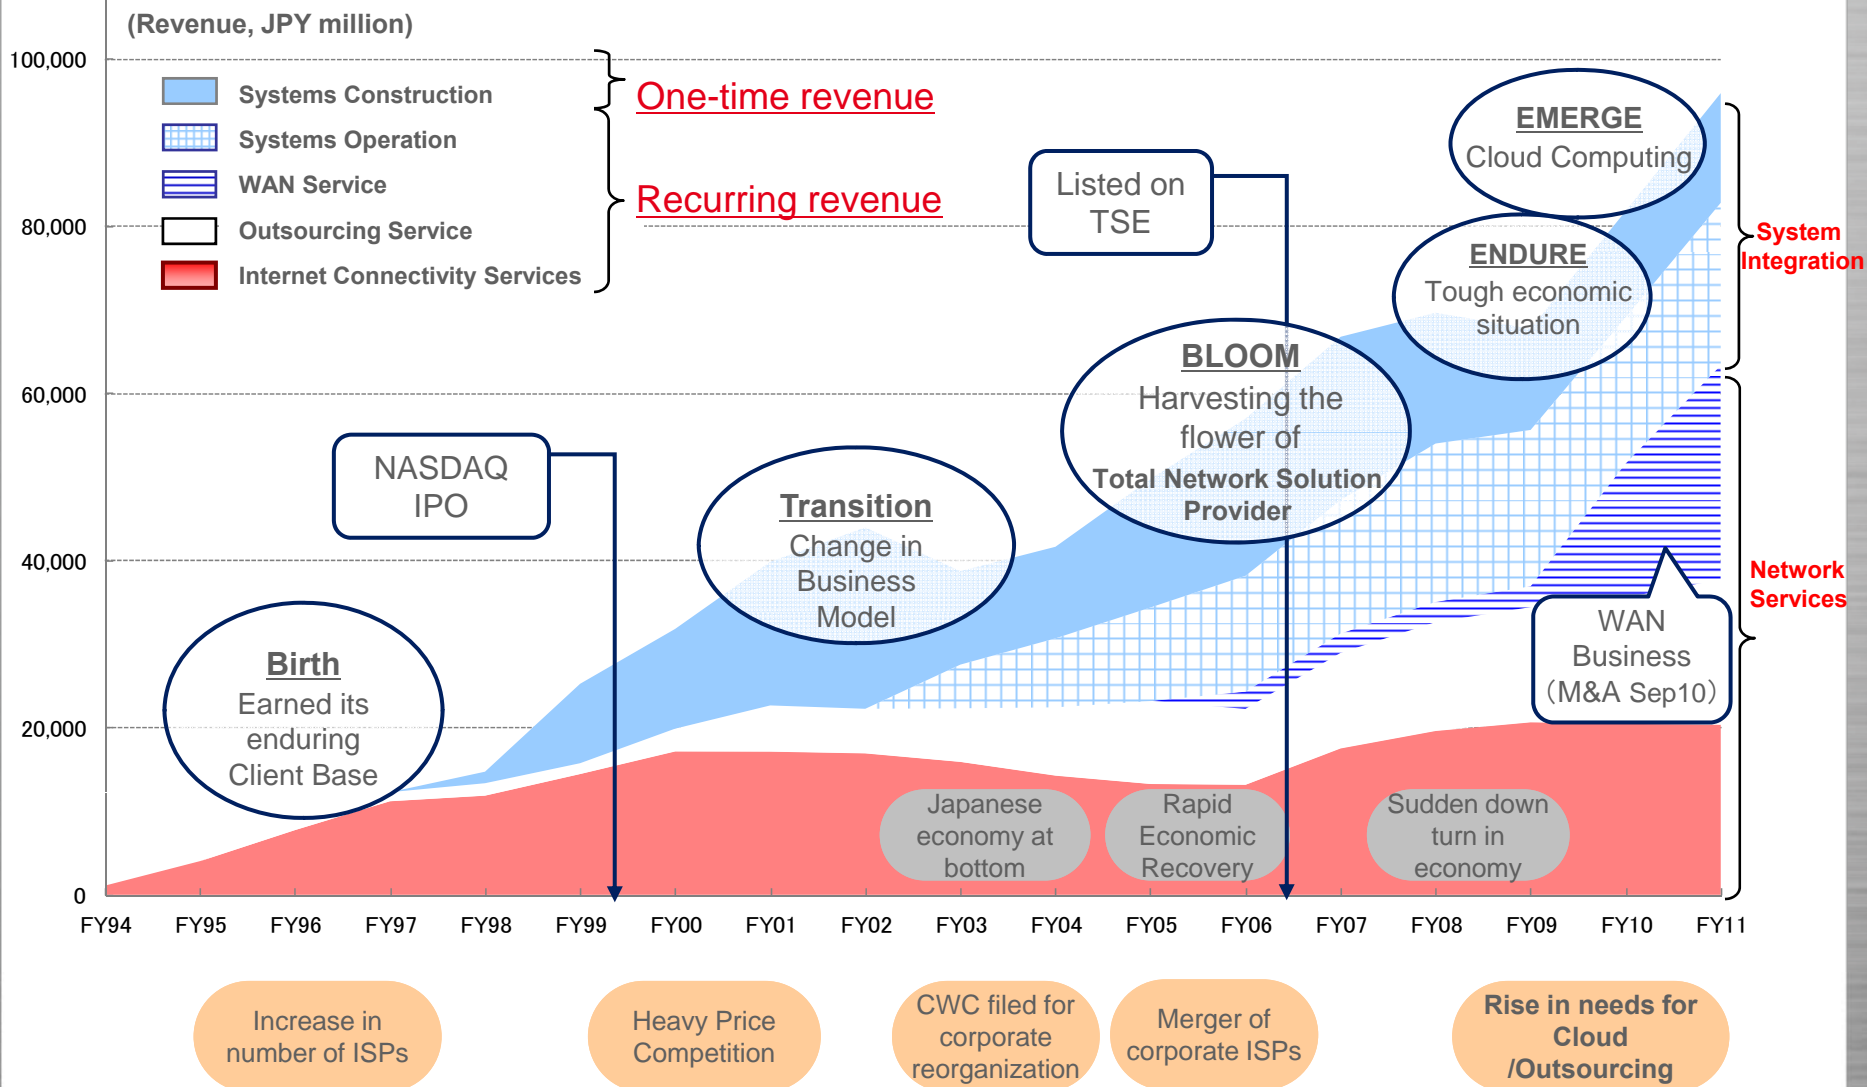 (Revenue, JPY million)
100,000
80,000
60,000
40,000
20,000
0
Systems Construction
Systems Operation
WAN Service
Outsourcing Service
Internet Connectivity Services
One-time revenue
Recurring revenue
Listed on
TSE
EMERGE
Cloud Computing
ENDURE
Tough economic
situation
System
Integration
BLOOM
Harvesting the
flower of
Total Network Solution
Provider
NASDAQ
IPO
Transition
Change in
Business
Model
Network
Services
WAN
Business
（M&A Sep10）
Birth
Earned its
enduring
Client Base
Japanese
economy at
bottom
Rapid
Economic
Recovery
Sudden down
turn in
economy
FY94 FY95 FY96 FY97 FY98 FY99 FY00 FY01 FY02 FY03 FY04 FY05 FY06 FY07 FY08 FY09 FY10 FY11
Increase in
number of ISPs
Heavy Price
Competition
CWC filed for
corporate
reorganization
Merger of
corporate ISPs
Rise in needs for
Cloud
/Outsourcing